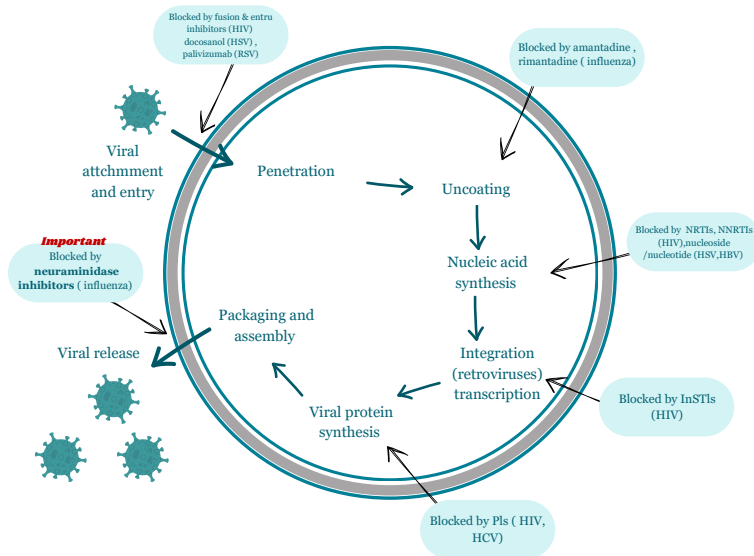 Blocked by fusion & entru
inhibitors (HIV)
docosanol (HSV) ,
palivizumab (RSV)
Blocked by amantadine ,
rimantadine ( influenza)
Viral
attchmment
and entry
Penetration
Uncoating
Blocked by NRTIs, NNRTIs
(HIV),nucleoside
/nucleotide (HSV,HBV)
Important
Blocked by
neuraminidase
inhibitors ( influenza)
Nucleic acid
synthesis
Packaging and
assembly
Viral release
Integration
(retroviruses)
transcription
Blocked by InSTls
(HIV)
Viral protein
synthesis
Blocked by Pls ( HIV,
HCV)